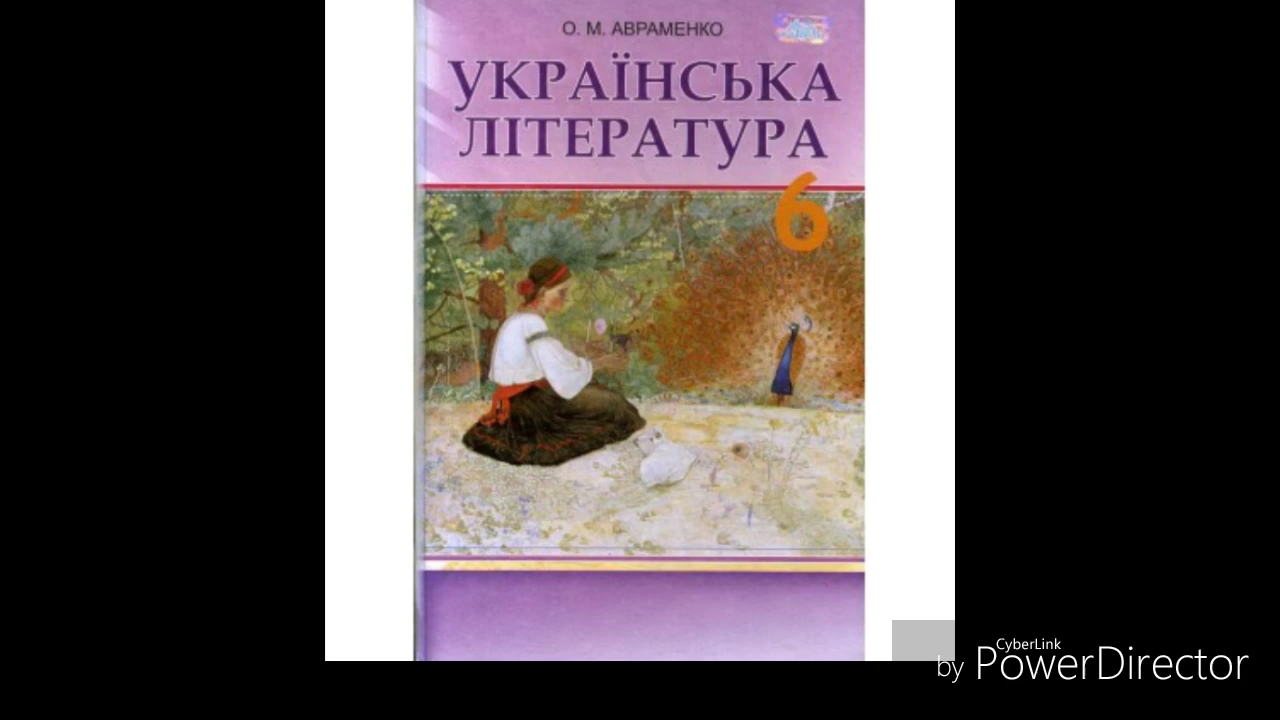 О. М. АВРАМЕНКО
УКРАЇНСЬКА
ЛІТЕРАТУРА
6
CyberLink
by PowerDirector